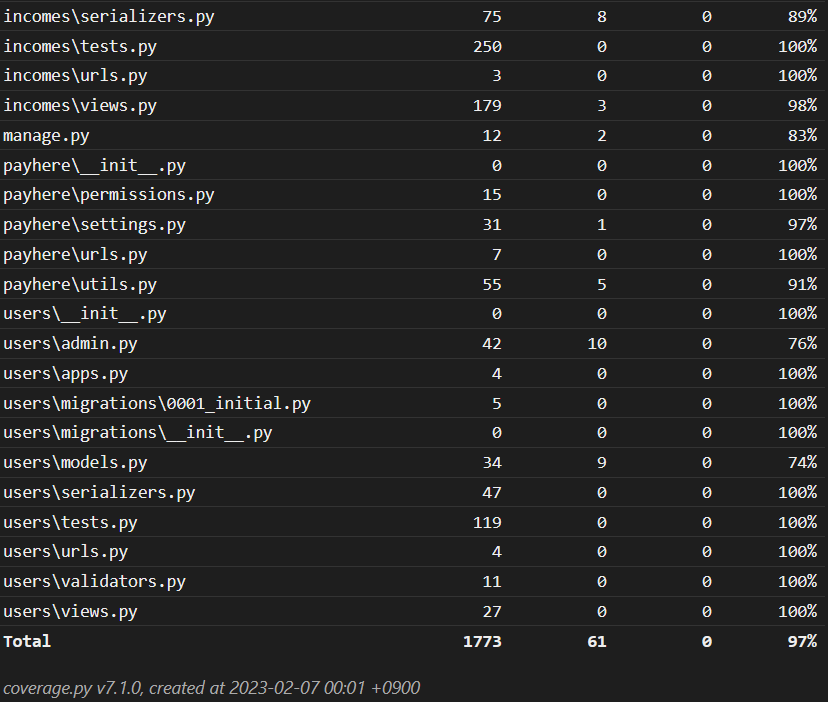 incomes\serializers.py 75 8 0 89%
incomes\tests.py 250 0 0 100%
incomes\urls.py 3 0 0 100%
incomes\views.py 179 3 0 98%
manage.py 12 2 0 83%
payhere\__init__.py 0 0 0 100%
payhere\permissions.py 15 0 0 100%
payhere\settings.py 31 1 0 97%
payhere\urls.py 7 0 0 100%
payhere\utils.py 55 5 0 91%
users\__init__.py 0 0 0 100%
users\admin.py 42 10 0 76%
users\apps.py 4 0 0 100%
users\migrations\0001_initial.py 5 0 0 100%
users\migrations\__init__.py 0 0 0 100%
users\models.py 34 9 0 74%
users\serializers.py 47 0 0 100%
users\tests.py 119 0 0 100%
users\urls.py 4 0 0 100%
users\validators.py 11 0 0 100%
users\views.py 27 0 0 100%
Total 1773 61 0 97%
coverage.py v7.1.0, created at 2023-02-07 00:01 +0900